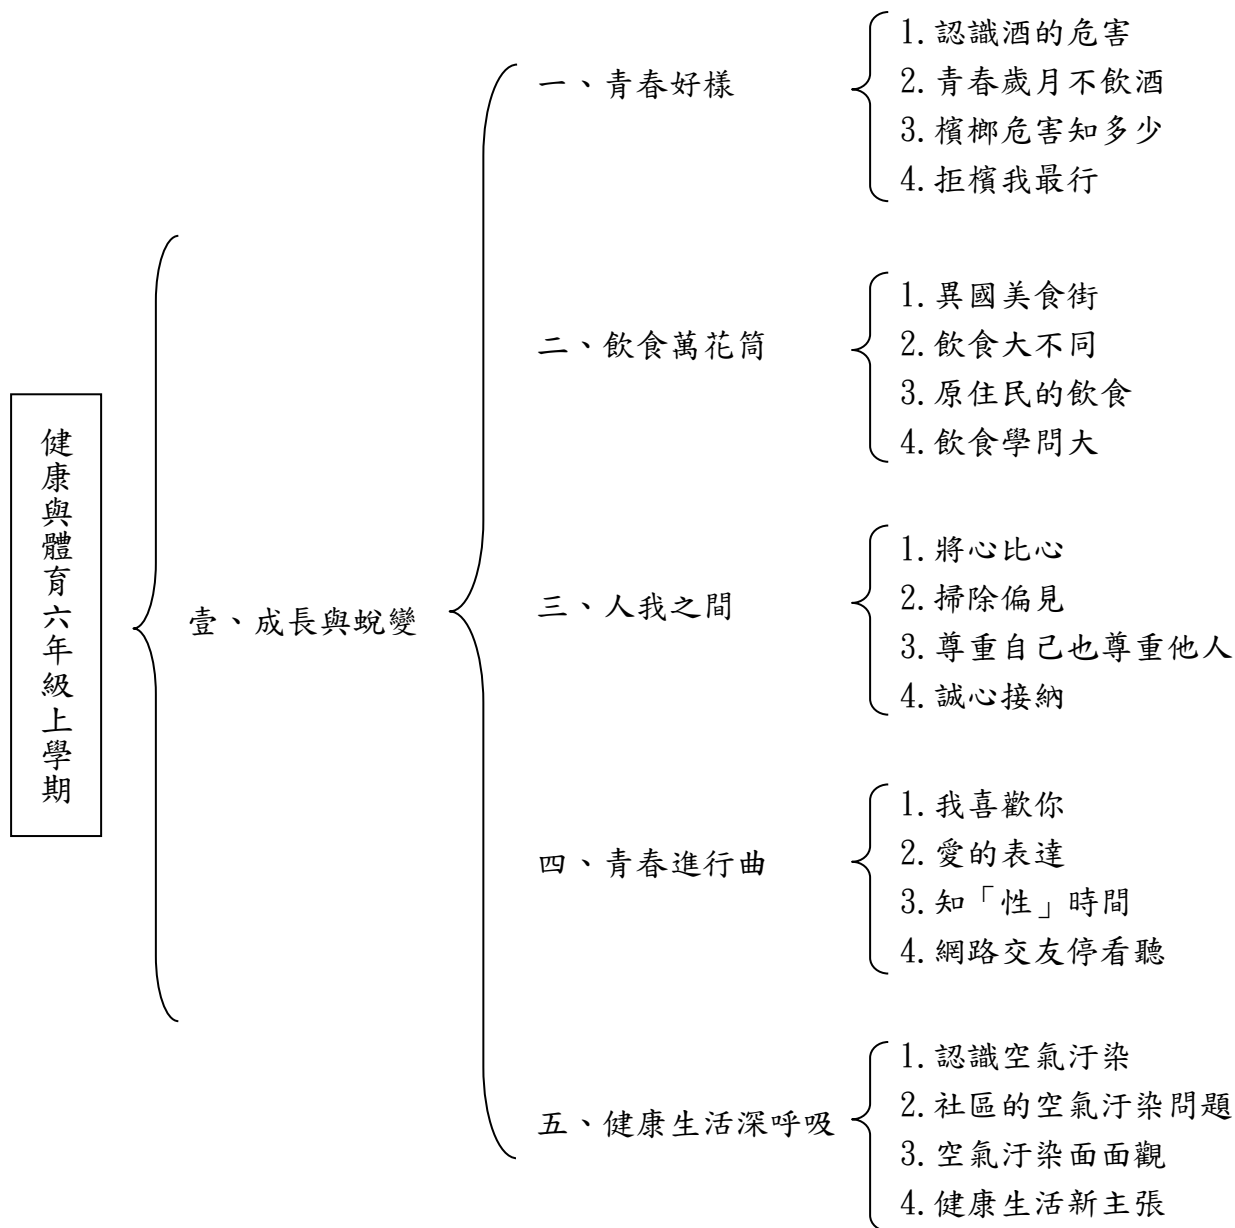 健康與體育六年級上學期
壹、成長與蛻變
一、青春好樣
1.認識酒的危害
2.青春歲月不飲酒
3.檳榔危害知多少
4.拒檳我最行
二、飲食萬花筒
1.異國美食街
2.飲食大不同
3.原住民的飲食
4.飲食學問大
三、人我之間
1.將心比心
2.掃除偏見
3.尊重自己也尊重他人
4.誠心接納
四、青春進行曲
1.我喜歡你
2.愛的表達
3.知「性」時間
4.網路交友停看聽
五、健康生活深呼吸
1.認識空氣汙染
2.社區的空氣汙染問題
3.空氣汙染面面觀
4.健康生活新主張